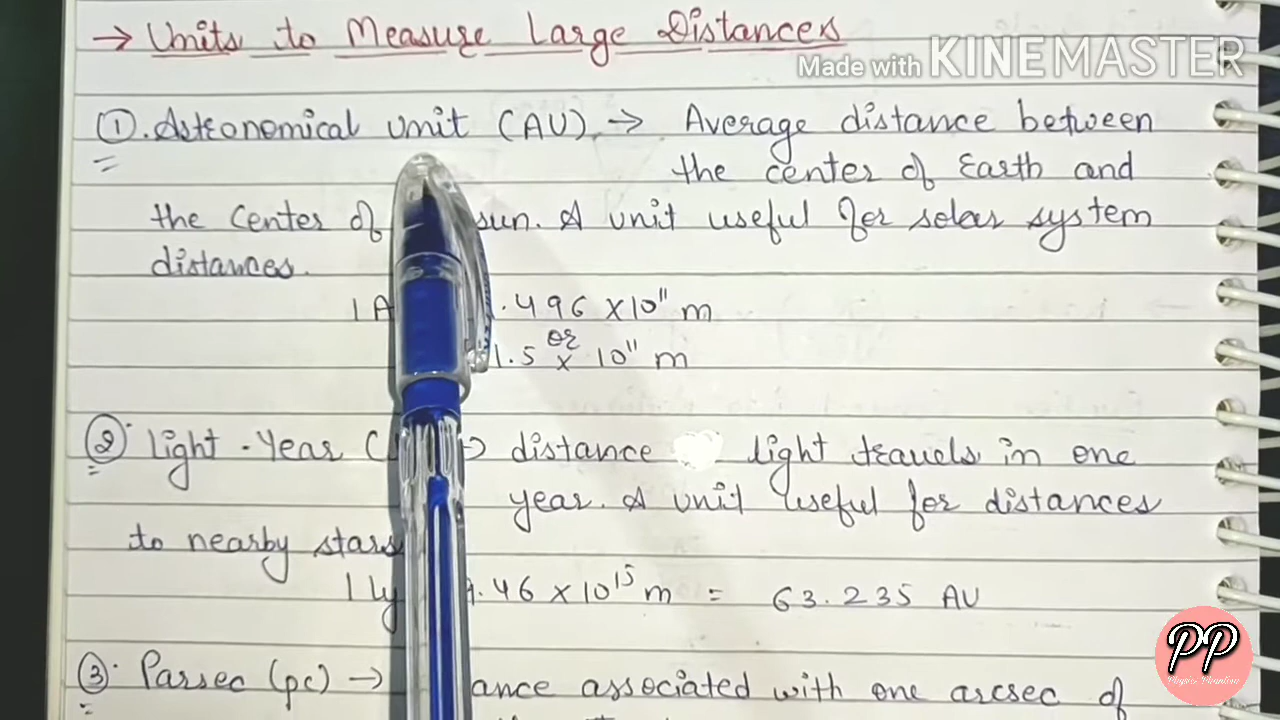 → Units to Measure Large Distances
Made with KINEMASTER
①. Astronomical Unit (AU) → Average distance between
the center of Earth and
the center of sun. A unit useful for solar system
distances.
1 A .496 × 10¹¹ m
or
1.5 × 10¹¹ m
②. Light-Year ( → distance light travels in one
year. A unit useful for distances
to nearby stars
1 ly 9.46 × 10¹⁵ m = 63.235 AU
③. Parsec (pc) → ance associated with one arcsec of
PP
Physics Phantom